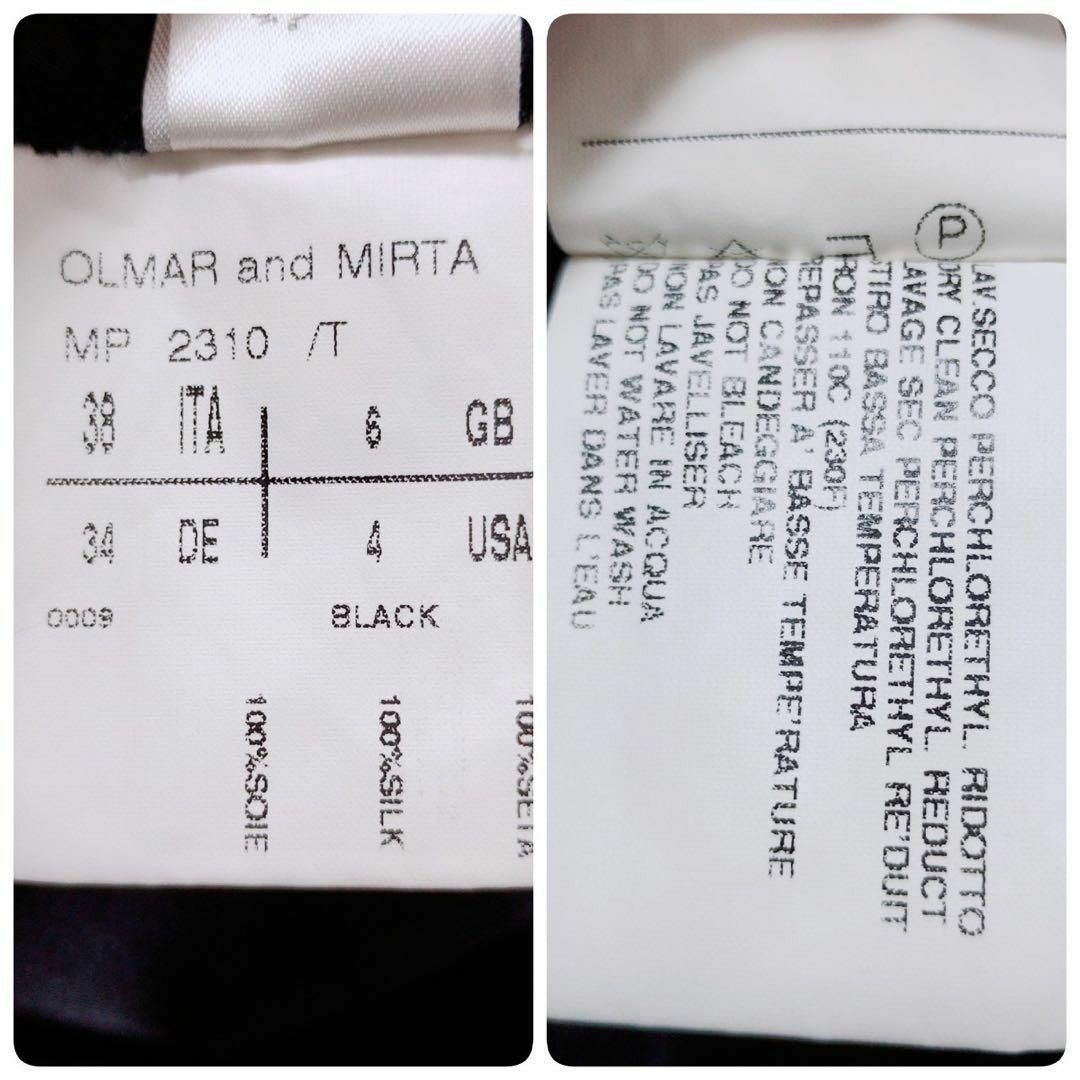 OLMAR and MIRTA
MP 2310 /T
38 ITA 6 GB
34 DE 4 USA
0009 BLACK
100%SETA
100%SILK
100%SOIE
P
LAV.SECCO PERCHLORETHYL. RIDOTTO
DRY CLEAN PERCHLORETHYL. REDUCT
LAVAGE SEC PERCHLORETHYL RE'DUIT
STIRO BASSA TEMPERATURA
IRON 110C (230F)
REPASSER A' BASSE TEMPE'RATURE
NON CANDEGGIARE
DO NOT BLEACH
PAS JAVELLISER
NON LAVARE IN ACQUA
DO NOT WATER WASH
PAS LAVER DANS L'EAU